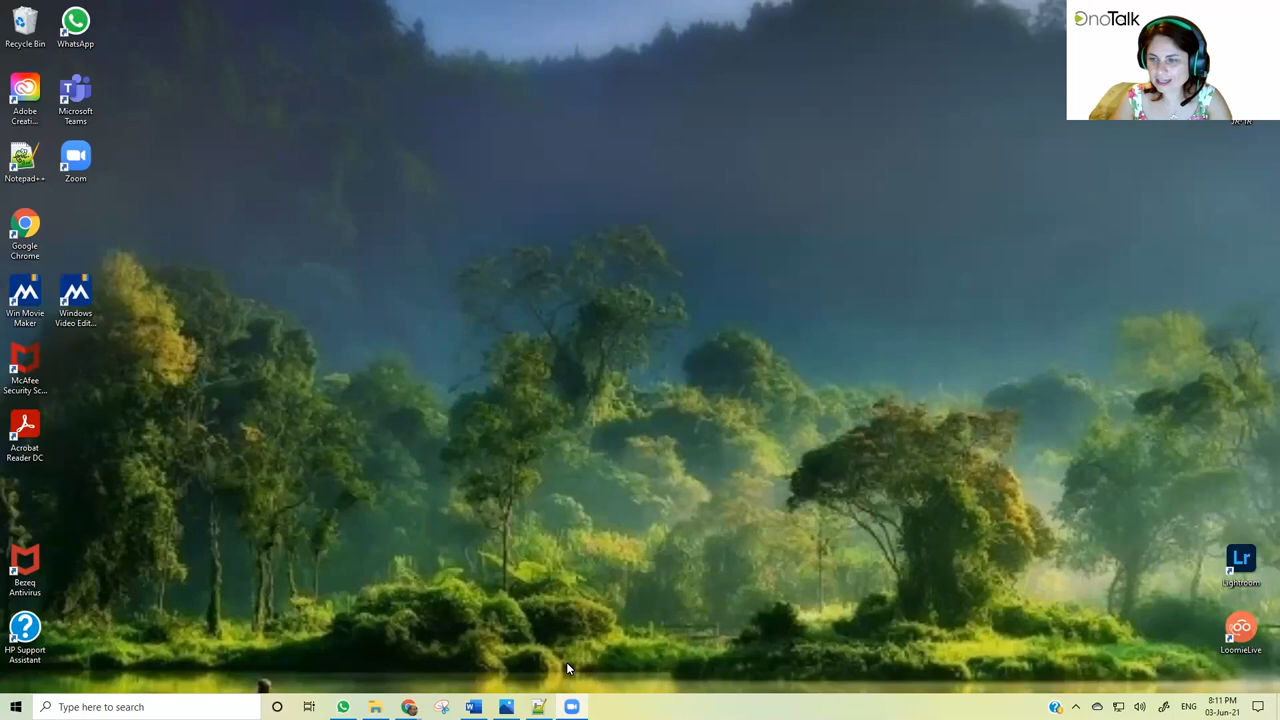 Recycle Bin
WhatsApp
Adobe
Creati...
Microsoft
Teams
Notepad++
Zoom
Google
Chrome
Win Movie
Maker
Windows
Video Edit...
McAfee
Security Sc...
Acrobat
Reader DC
Bezeq
Antivirus
HP Support
Assistant
OnoTalk
Lightroom
LoomieLive
Type here to search
ENG
8:11 PM
03-Jun-21